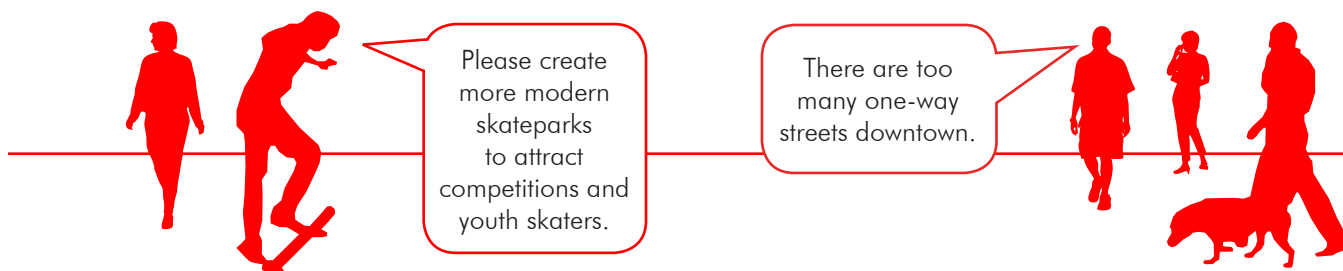 Please create
more modern
skateparks
to attract
competitions and
youth skaters.
There are too
many one-way
streets downtown.